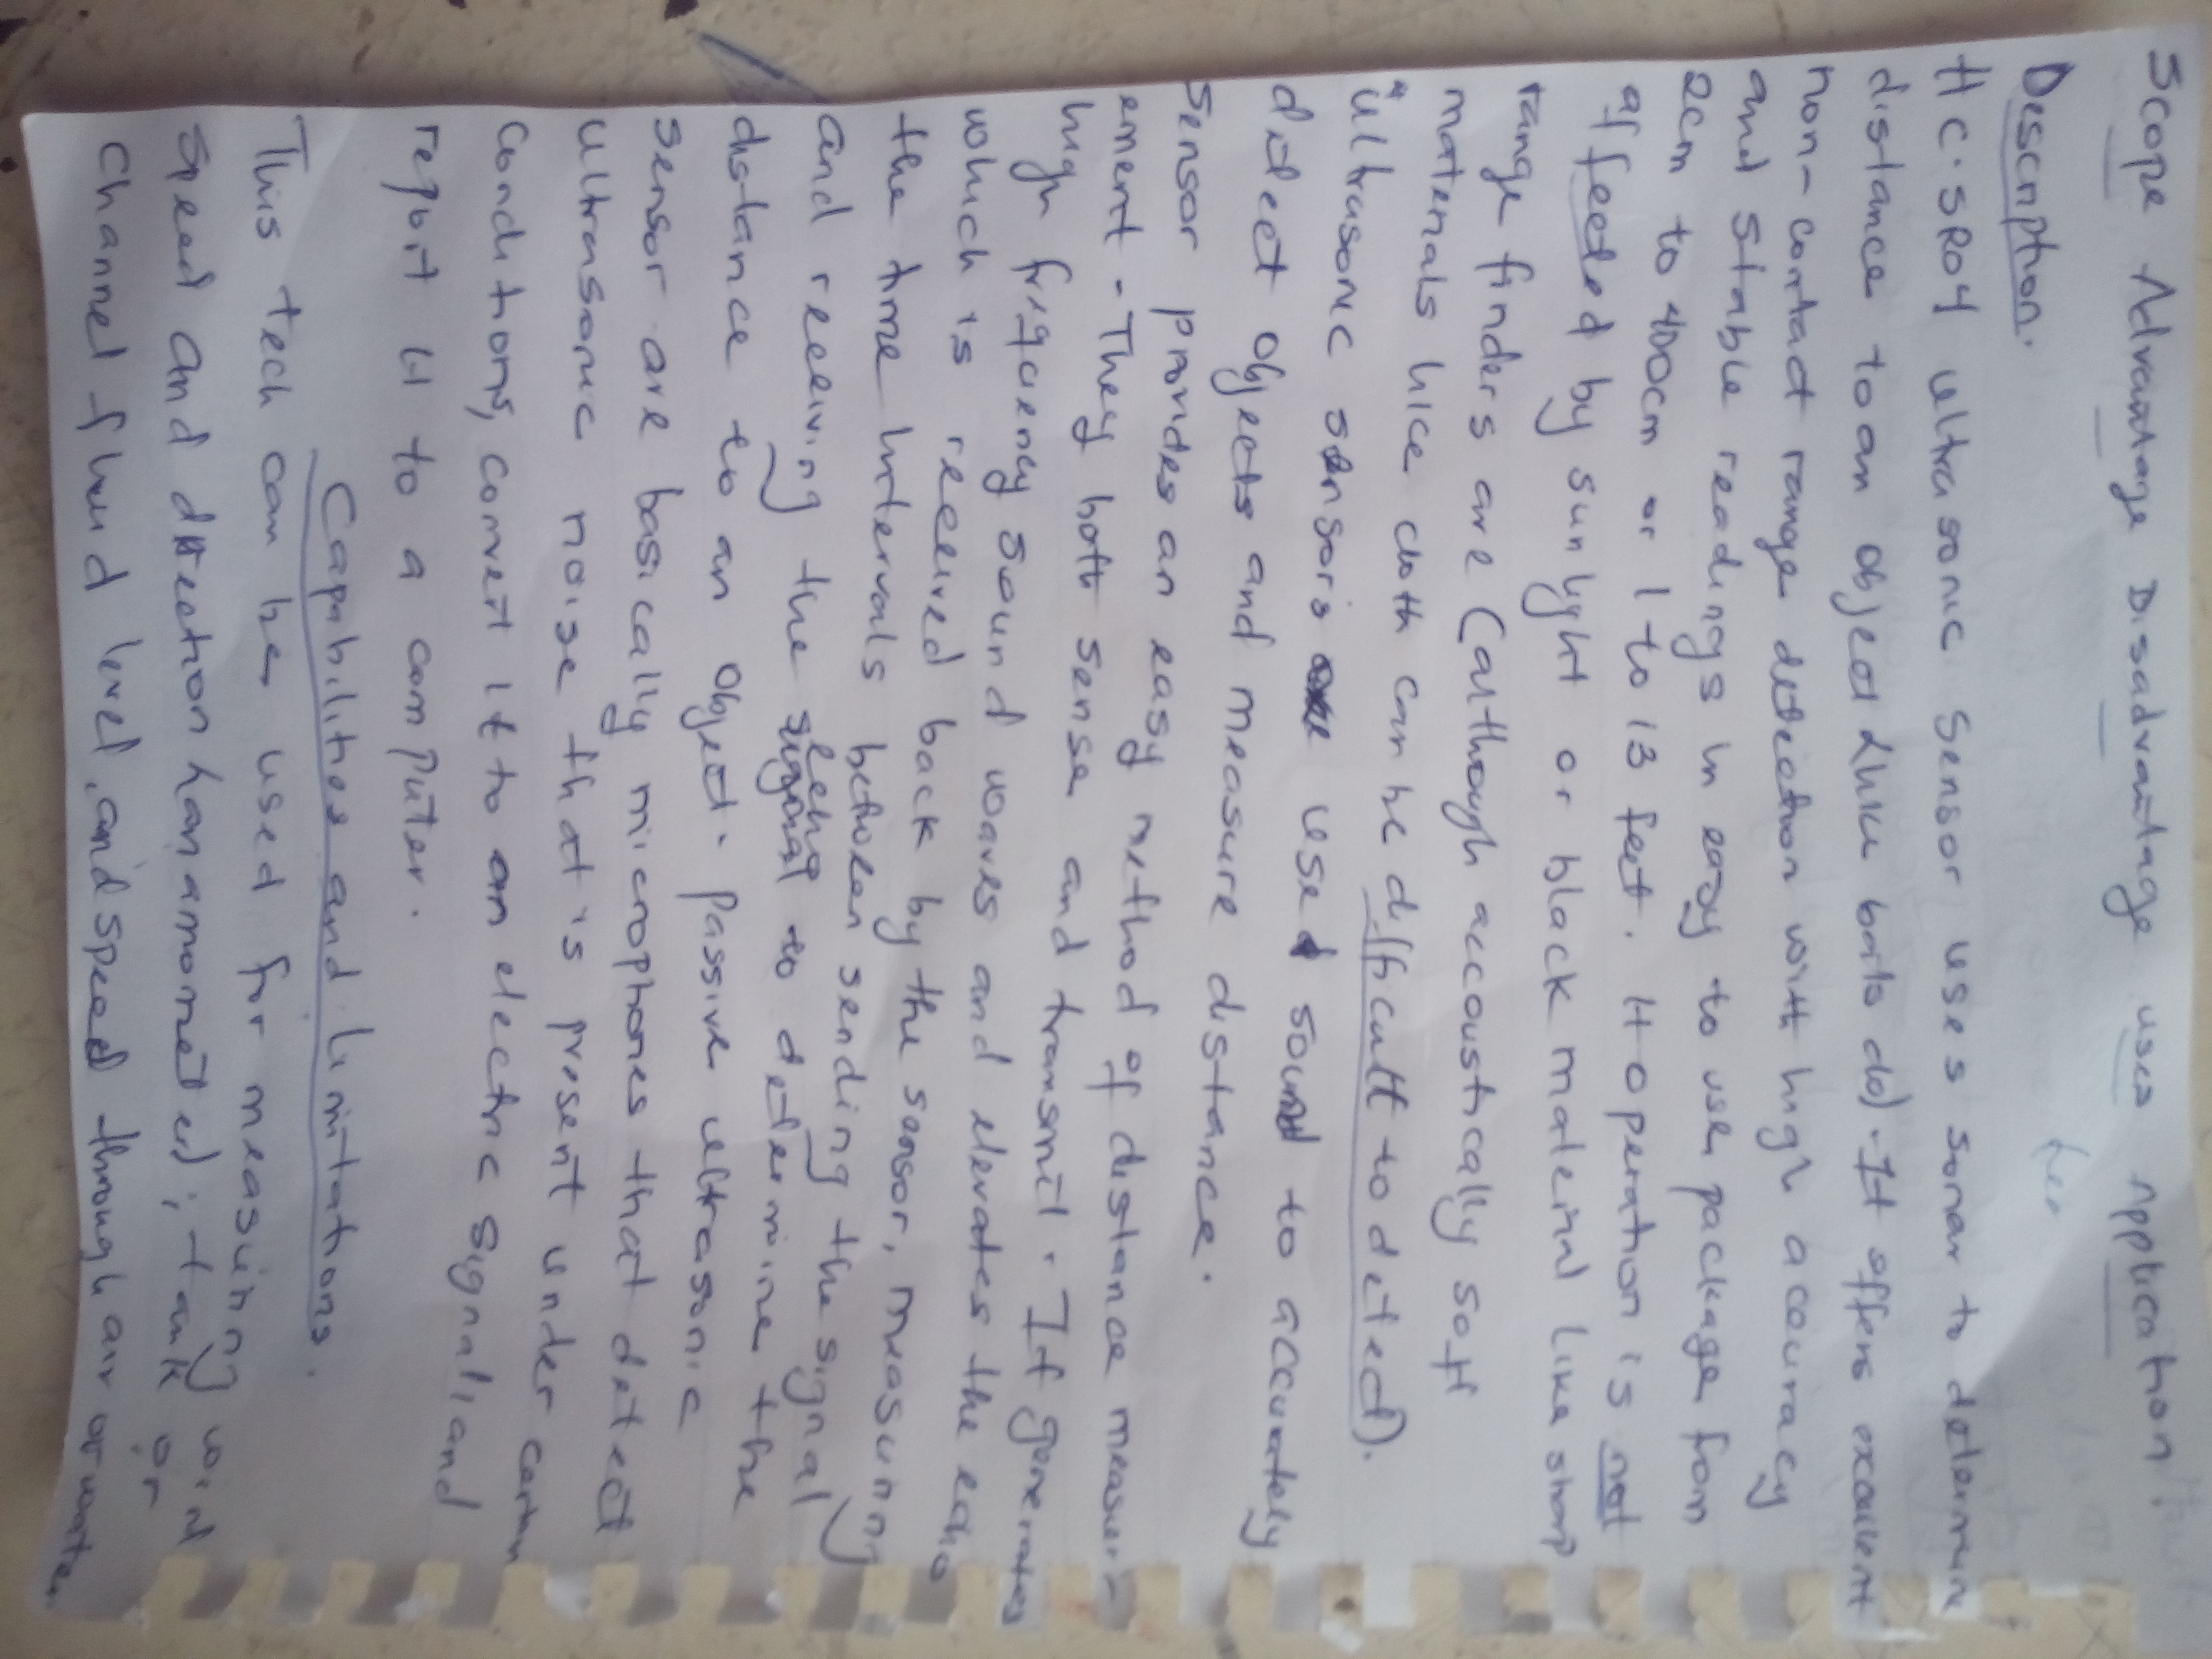 Scope Advantage Disadvantage uses Application.
Description.
HC-SR04 ultrasonic sensor uses sonar to determine
distance to an object like bats do). It offers excellent
non-contact range detection with high accuracy
and stable readings in easy to use package from
2cm to 400cm or 1 to 13 feet. It operation is not
affected by sunlight or black material like sharp
range finders are (although accoustically soft
materials like cloth can be difficult to detect).
ultrasonic sensors use sound to accurately
detect objects and measure distance.
Sensor provides an easy method of distance measur-
ement - They both sense and transmit. It generates
high frequency sound waves and elevates the echo
which is received back by the sensor, measuring
the time intervals between sending the signal
and receiving the echo to determine the
distance to an object. passive ultrasonic
sensor are basically microphones that detect
ultrasonic noise that is present under certain
conditions, convert it to an electric signal, and
report it to a computer.
Capabilities and limitations.
This tech can be used for measuring wind
speed and direction (anamometer); tank or
channel fluid level, and speed through air or water